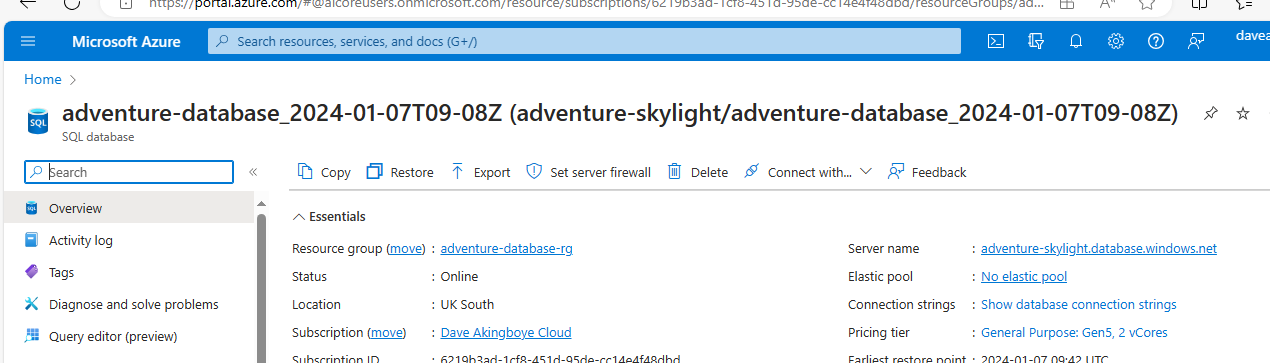 https://portal.azure.com/#@alcoreusers.onmicrosoft.com/resource/subscriptions/6219b3ad-1cf8-451d-95de-cc14e4f48dbd/resourceGroups/ad...
Microsoft Azure
Search resources, services, and docs (G+/)
davea
Home
adventure-database_2024-01-07T09-08Z (adventure-skylight/adventure-database_2024-01-07T09-08Z)
SQL database
Search
Copy Restore Export Set server firewall Delete Connect with... Feedback
Overview
Activity log
Tags
Diagnose and solve problems
Query editor (preview)
Essentials
Resource group (move) : adventure-database-rg
Status : Online
Location : UK South
Subscription (move) : Dave Akingboye Cloud
Subscription ID : 6219b3ad-1cf8-451d-95de-cc14e4f48dbd
Server name : adventure-skylight.database.windows.net
Elastic pool : No elastic pool
Connection strings : Show database connection strings
Pricing tier : General Purpose: Gen5, 2 vCores
Earliest restore point : 2024-01-07 09:42 UTC